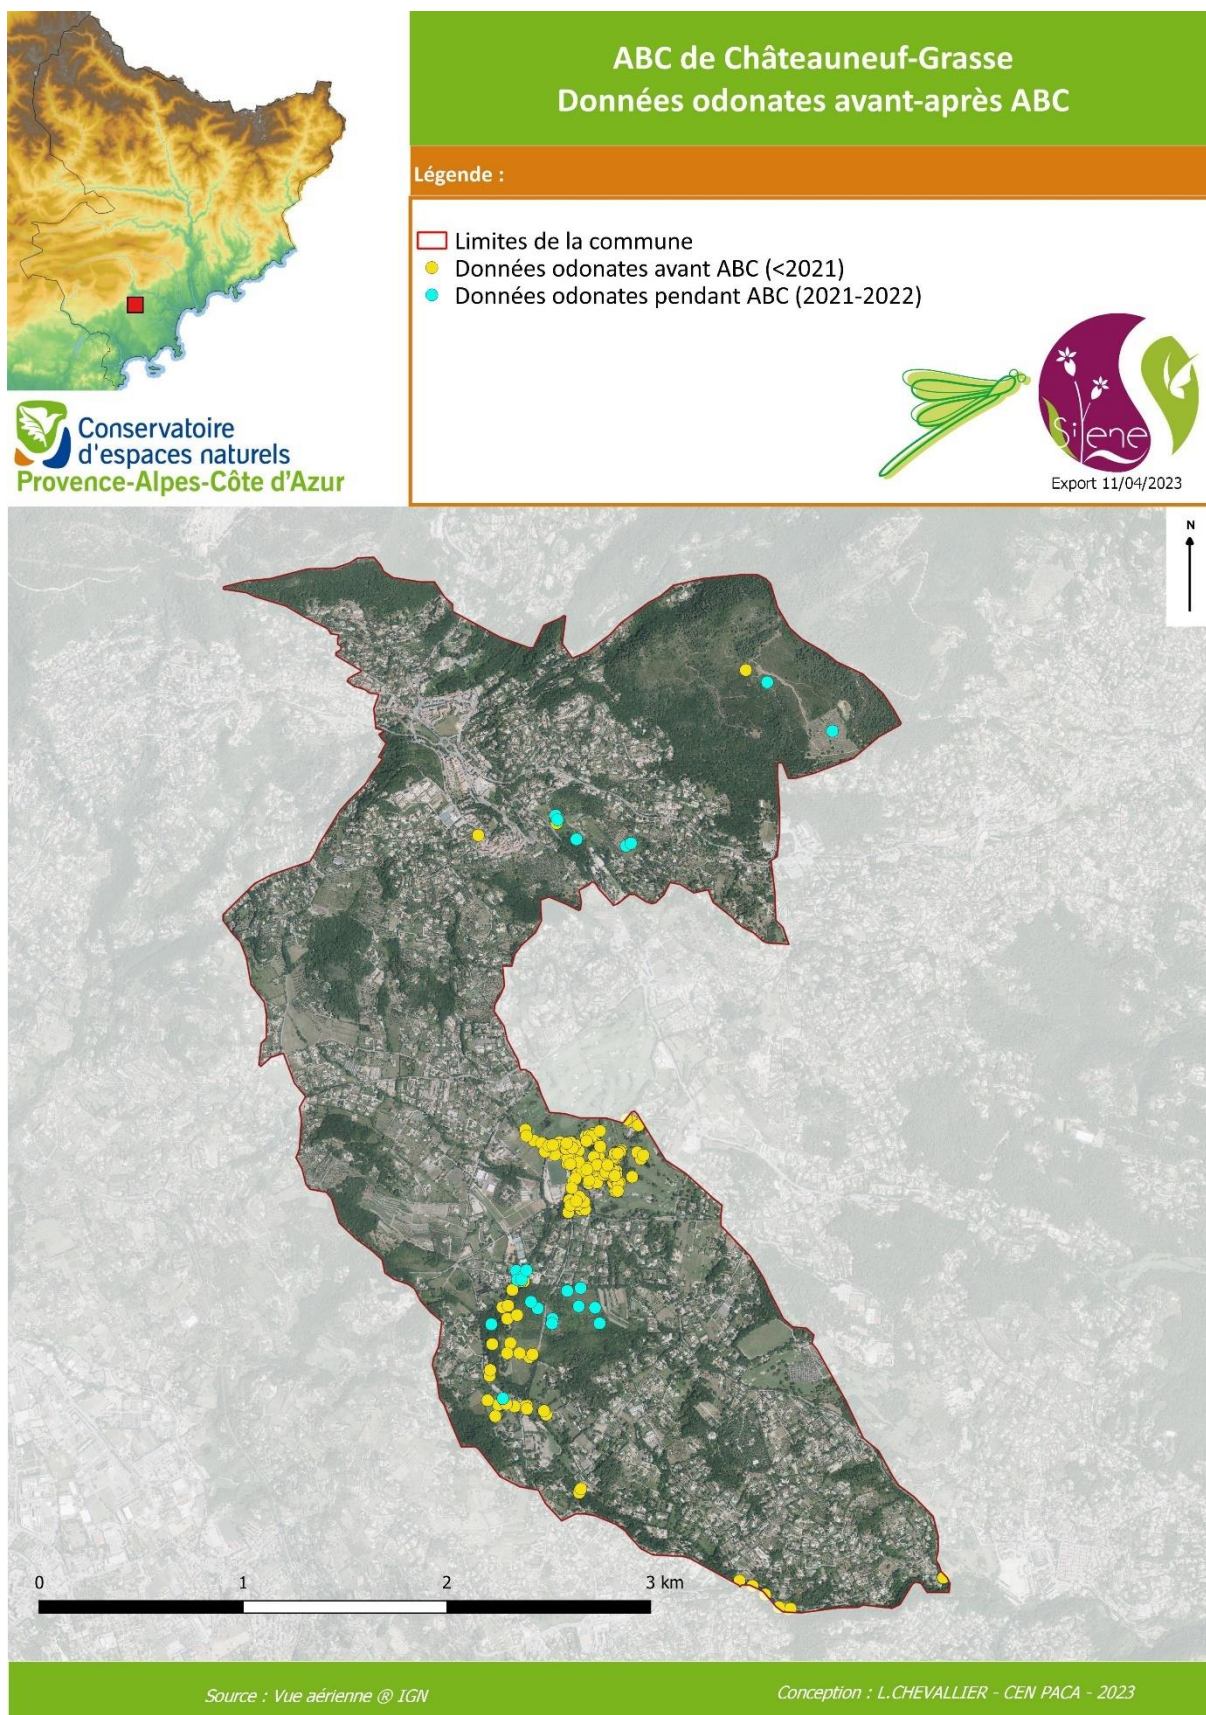 ABC de Châteauneuf-Grasse
Données odonates avant-après ABC
Légende :
Limites de la commune
Données odonates avant ABC (<2021)
Données odonates pendant ABC (2021-2022)
Silene
Export 11/04/2023
Conservatoire
d'espaces naturels
Provence-Alpes-Côte d'Azur
N
0 1 2 3 km
Source : Vue aérienne ® IGN
Conception : L.CHEVALLIER - CEN PACA - 2023